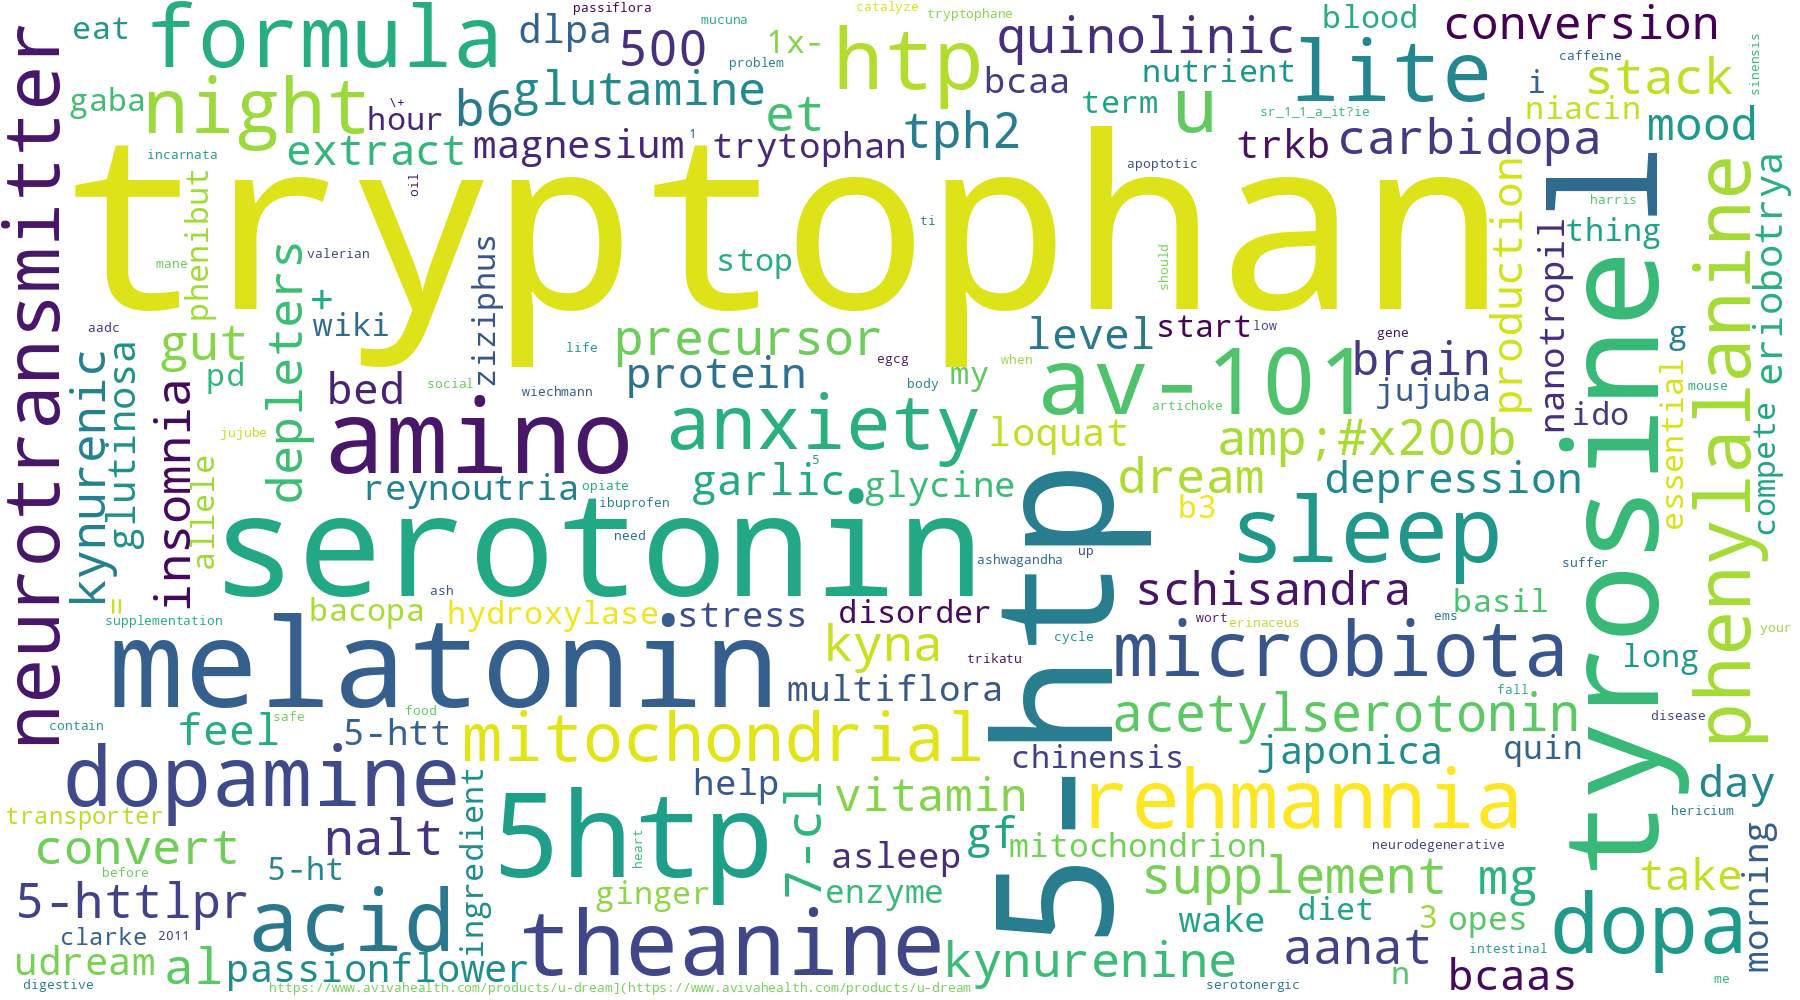 passiflora
mucuna
catalyze
tryptophane
eat
formula
dlpa
500
1x-
htp
quinolinic
blood
conversion
problem
bcaa
nutrient
lite
i
caffeine
stack
sinensis
gaba
night
\+
hour
b6
glutamine
et
tph2
u
term
sr_1_1_a_it?ie
niacin
mood
neurotransmitter
incarnata
extract
magnesium
1
trytophan
trkb
carbidopa
apoptotic
oil
tryptophan
phenibut
mane
valerian
depleters
+
wiki
ziziphus
stop
ti
should
production
nanotropil
l
harris
thing
phenylalanine
eriobotrya
aadc
gut
pd
life
precursor
egcg
level
start
low
gene
brain
g
kynurenic
glutinosa
insomnia
bed
social
wiechmann
protein
body
my
when
av-101
artichoke
jujuba
ido
essential
mouse
compete
jujube
allele
amino
anxiety
loquat
amp;#x200b
tyrosine
reynoutria
opiate
ibuprofen
garlic
5
glycine
dream
b3
depression
serotonin
need
ashwagandha
up
5-htp
sleep
suffer
=
supplementation
bacopa
ash
hydroxylase
stress
disorder
schisandra
basil
wort
erinaceus
ems
your
melatonin
kyna
trikatu
cycle
microbiota
long
multiflora
fall
contain
feel
safe
food
5-htt
mitochondrial
acetylserotonin
disease
chinensis
japonica
quin
dopamine
help
7-cl
vitamin
rehmannia
day
hericium
transporter
convert
before
nalt
5-ht
ingredient
5htp
heart
asleep
gf
mitochondrion
neurodegenerative
morning
5-httlpr
acid
ginger
enzyme
supplement
mg
take
clarke
2011
theanine
wake
diet
3
opes
dopa
udream
al
passionflower
kynurenine
aanat
intestinal
n
bcaas
me
digestive
https://www.avivahealth.com/products/u-dream](https://www.avivahealth.com/products/u-dream
serotonergic